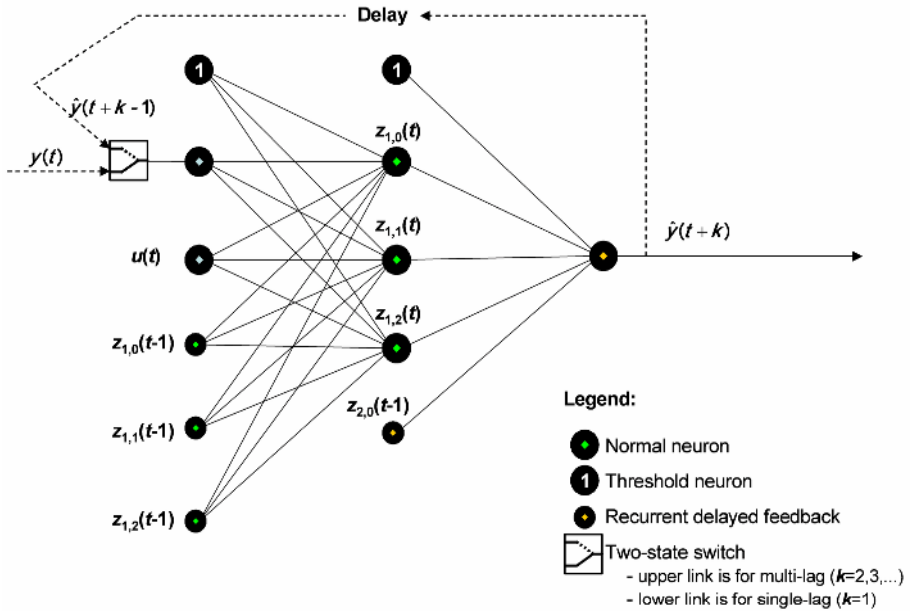 Delay
1 1
ŷ(t + k - 1)
z1,0(t)
y(t)
z1,1(t)
u(t)
ŷ(t + k)
z1,2(t)
z1,0(t-1)
z2,0(t-1)
z1,1(t-1)
z1,2(t-1)
Legend:
Normal neuron
1 Threshold neuron
Recurrent delayed feedback
Two-state switch
- upper link is for multi-lag (k=2,3,...)
- lower link is for single-lag (k=1)